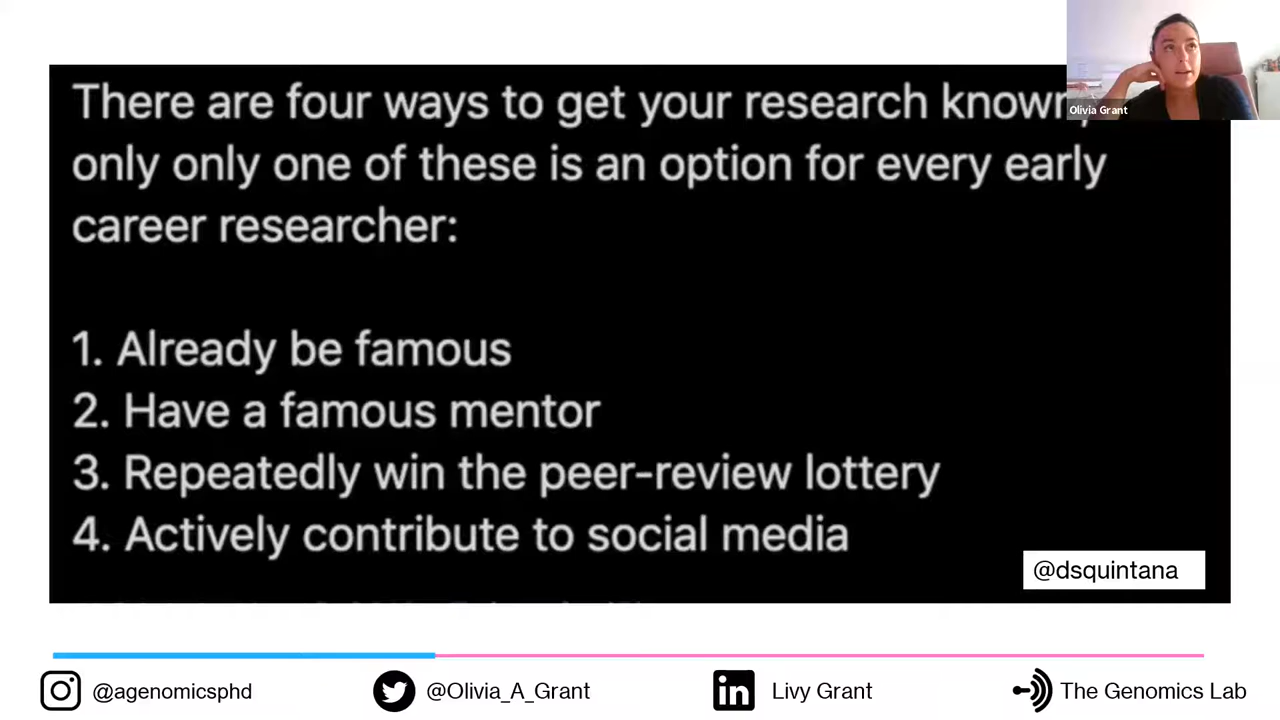 There are four ways to get your research known,
only only one of these is an option for every early
career researcher:
1. Already be famous
2. Have a famous mentor
3. Repeatedly win the peer-review lottery
4. Actively contribute to social media
@dsquintana
Olivia Grant
@agenomicsphd
@Olivia_A_Grant
Livy Grant
The Genomics Lab